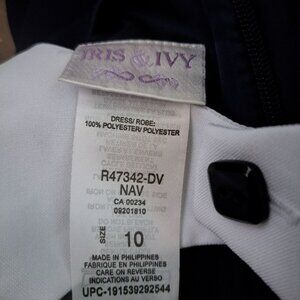 IRIS & IVY
DRESS/ ROBE:
100% POLYESTER/ POLYESTER
R47342-DV
NAV
CA 00234
09201810
SIZE 10
MADE IN PHILIPPINES
FABRIQUE EN PHILIPPINES
CARE ON REVERSE
INDICATIONS AU VERSO
UPC-191539292544